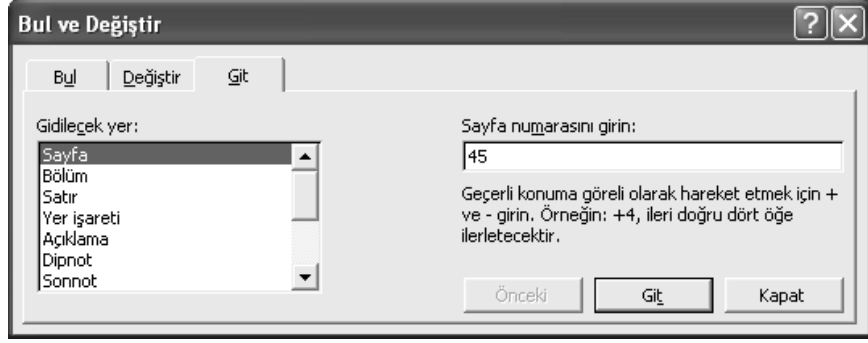 Bul ve Değiştir
Bul Değiştir Git
Gidilecek yer:
Sayfa
Bölüm
Satır
Yer işareti
Açıklama
Dipnot
Sonnot
Sayfa numarasını girin:
45
Geçerli konuma göreli olarak hareket etmek için +
ve - girin. Örneğin: +4, ileri doğru dört öğe
ilerletecektir.
Önceki Git Kapat